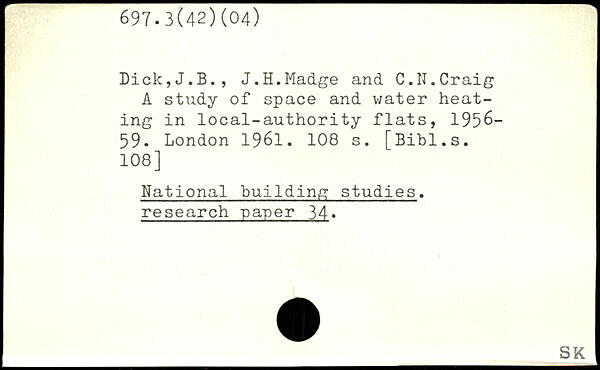 697.3(42)(04)
Dick,J.B., J.H.Madge and C.N.Craig
A study of space and water heat-
ing in local-authority flats, 1956-
59. London 1961. 108 s. [Bibl.s.
108]
National building studies.
research paper 34.
SK